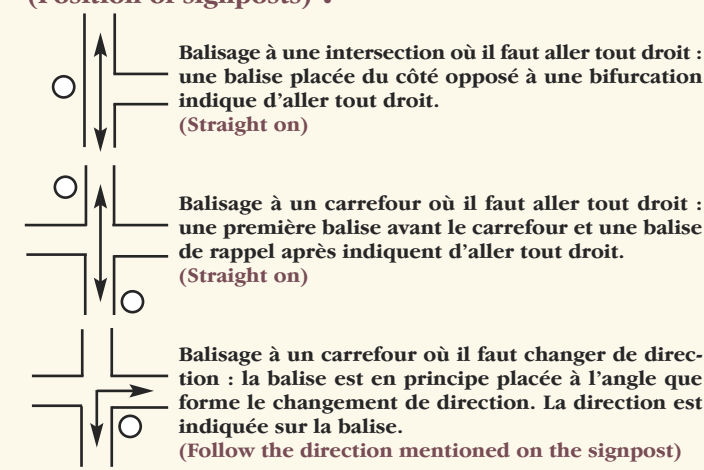 (Position of signposts) :
Balisage à une intersection où il faut aller tout droit :
une balise placée du côté opposé à une bifurcation
indique d'aller tout droit.
(Straight on)
Balisage à un carrefour où il faut aller tout droit :
une première balise avant le carrefour et une balise
de rappel après indiquent d'aller tout droit.
(Straight on)
Balisage à un carrefour où il faut changer de direc-
tion : la balise est en principe placée à l'angle que
forme le changement de direction. La direction est
indiquée sur la balise.
(Follow the direction mentioned on the signpost)